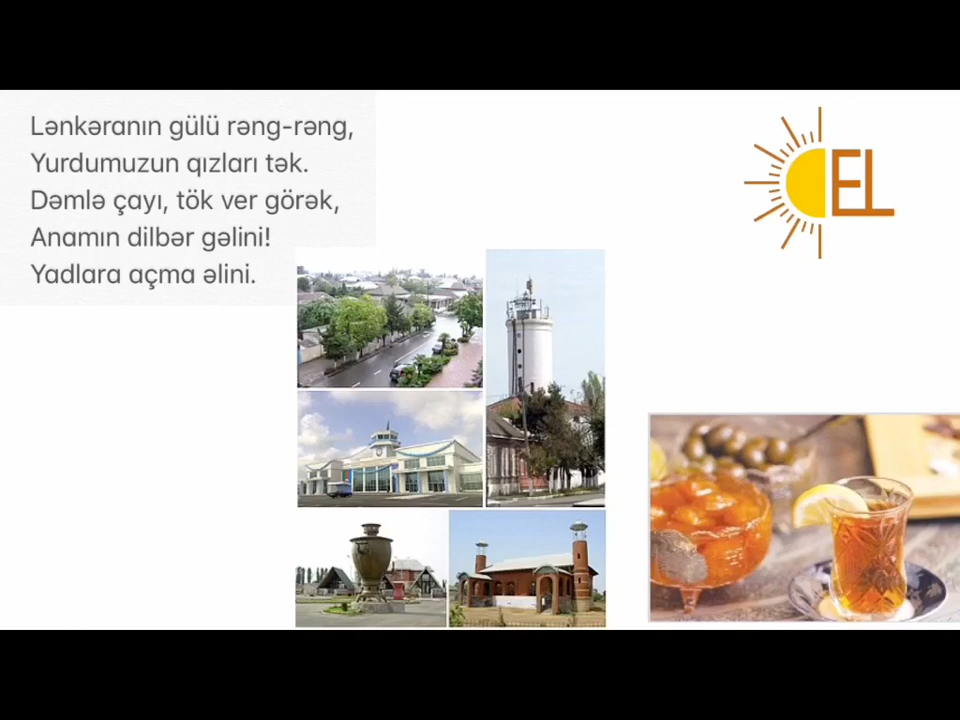 Lənkəranın gülü rəng-rəng,
Yurdumuzun qızları tək.
Dəmlə çayı, tök ver görək,
Anamın dilbər gəlini!
Yadlara açma əlini.
EL